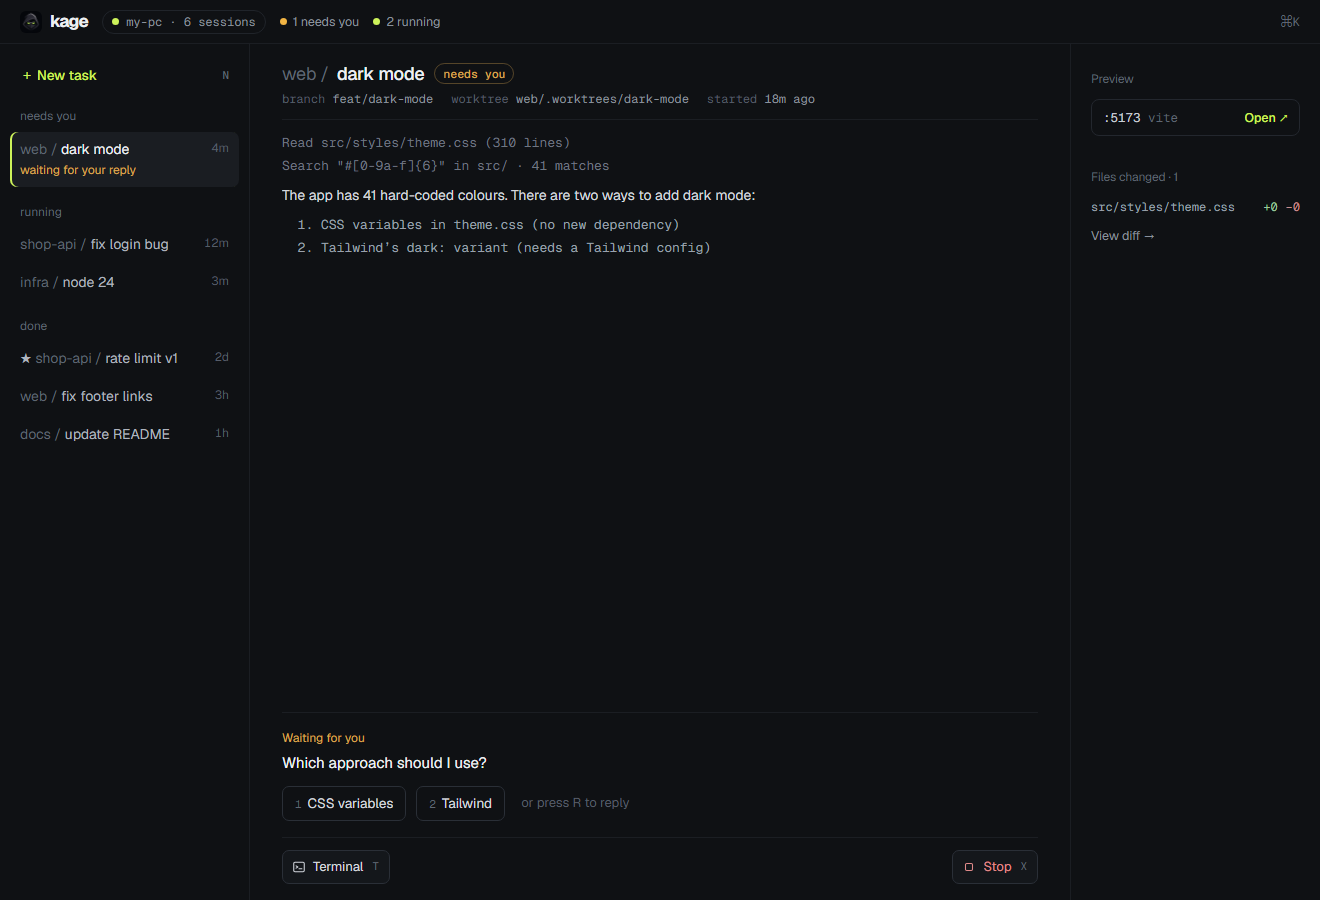 kage
my-pc · 6 sessions
1 needs you
2 running
⌘K
+ New task N
needs you
web / dark mode 4m
waiting for your reply
running
shop-api / fix login bug 12m
infra / node 24 3m
done
★ shop-api / rate limit v1 2d
web / fix footer links 3h
docs / update README 1h
web / dark mode needs you
branch feat/dark-mode worktree web/.worktrees/dark-mode started 18m ago
Read src/styles/theme.css (310 lines)
Search "#[0-9a-f]{6}" in src/ · 41 matches
The app has 41 hard-coded colours. There are two ways to add dark mode:
1. CSS variables in theme.css (no new dependency)
2. Tailwind's dark: variant (needs a Tailwind config)
Waiting for you
Which approach should I use?
1 CSS variables 2 Tailwind or press R to reply
Terminal T
Stop X
Preview
:5173 vite Open ↗
Files changed · 1
src/styles/theme.css +0 −0
View diff →